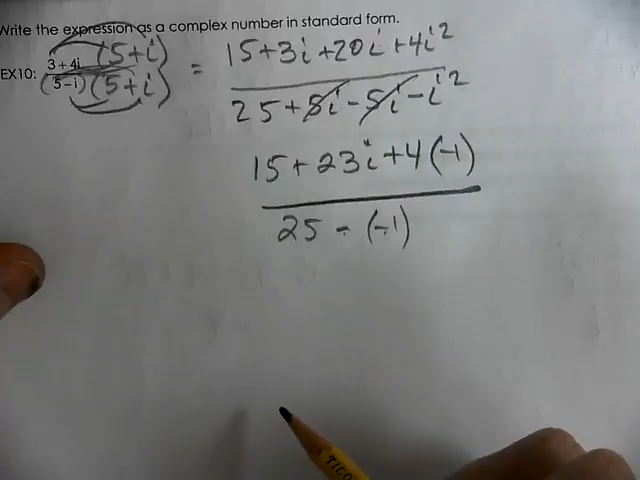 Write the expression as a complex number in standard form.
EX10: (3+4i)(5+i) / (5−i)(5+i) = 15+3i+20i+4i² / 25+5i−5i−i²
15+23i+4(−1) / 25−(−1)
TICO